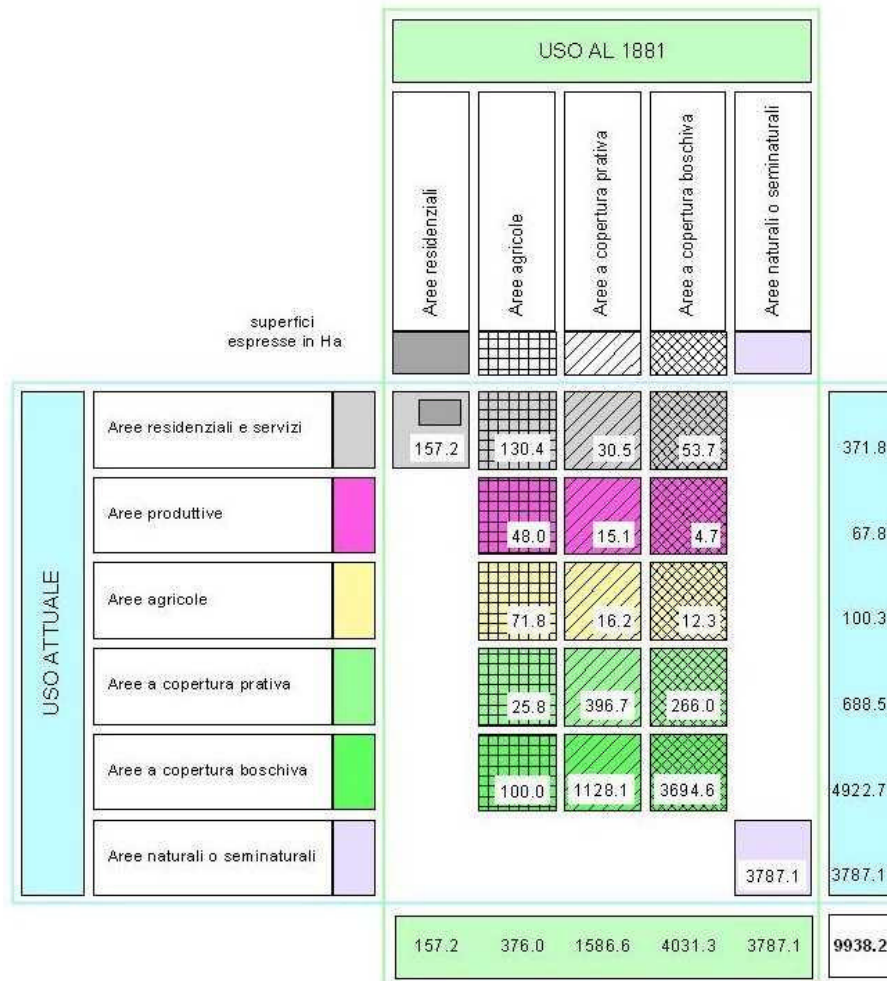 USO AL 1881
Aree residenziali
Aree agricole
Aree a copertura prativa
Aree a copertura boschiva
Aree naturali o seminaturali
superfici
espresse in Ha
USO ATTUALE
Aree residenziali e servizi
157.2 130.4 30.5 53.7 371.8
Aree produttive
48.0 15.1 4.7 67.8
Aree agricole
71.8 16.2 12.3 100.3
Aree a copertura prativa
25.8 396.7 266.0 688.5
Aree a copertura boschiva
100.0 1128.1 3694.6 4922.7
Aree naturali o seminaturali
3787.1 3787.1
157.2 376.0 1586.6 4031.3 3787.1 9938.2